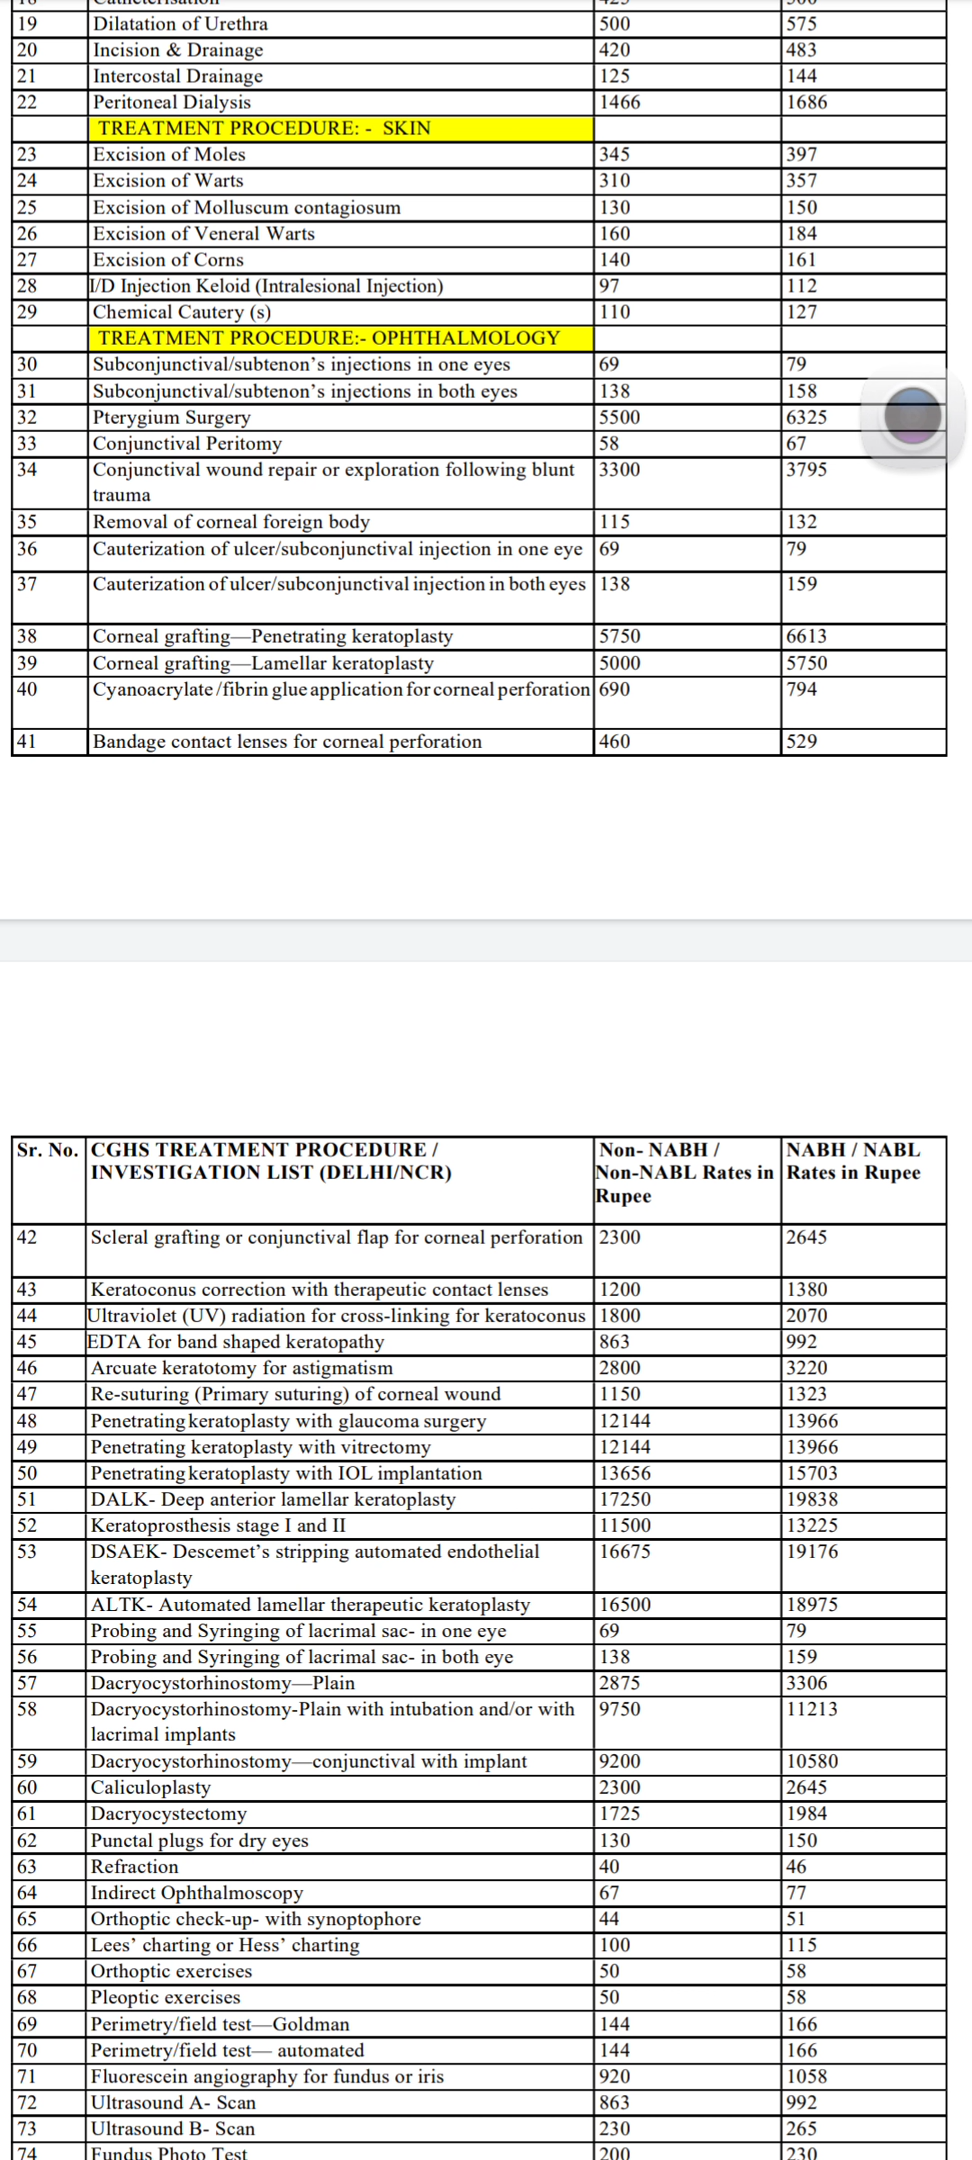 18 Catheterisation 425 500
19 Dilatation of Urethra 500 575
20 Incision & Drainage 420 483
21 Intercostal Drainage 125 144
22 Peritoneal Dialysis 1466 1686
TREATMENT PROCEDURE: - SKIN
23 Excision of Moles 345 397
24 Excision of Warts 310 357
25 Excision of Molluscum contagiosum 130 150
26 Excision of Veneral Warts 160 184
27 Excision of Corns 140 161
28 I/D Injection Keloid (Intralesional Injection) 97 112
29 Chemical Cautery (s) 110 127
TREATMENT PROCEDURE:- OPHTHALMOLOGY
30 Subconjunctival/subtenon’s injections in one eyes 69 79
31 Subconjunctival/subtenon’s injections in both eyes 138 158
32 Pterygium Surgery 5500 6325
33 Conjunctival Peritomy 58 67
34 Conjunctival wound repair or exploration following blunt 3300 3795
trauma
35 Removal of corneal foreign body 115 132
36 Cauterization of ulcer/subconjunctival injection in one eye 69 79
37 Cauterization of ulcer/subconjunctival injection in both eyes 138 159
38 Corneal grafting—Penetrating keratoplasty 5750 6613
39 Corneal grafting—Lamellar keratoplasty 5000 5750
40 Cyanoacrylate /fibrin glue application for corneal perforation 690 794
41 Bandage contact lenses for corneal perforation 460 529
Sr. No. CGHS TREATMENT PROCEDURE / Non- NABH / NABH / NABL
INVESTIGATION LIST (DELHI/NCR) Non-NABL Rates in Rates in Rupee
Rupee
42 Scleral grafting or conjunctival flap for corneal perforation 2300 2645
43 Keratoconus correction with therapeutic contact lenses 1200 1380
44 Ultraviolet (UV) radiation for cross-linking for keratoconus 1800 2070
45 EDTA for band shaped keratopathy 863 992
46 Arcuate keratotomy for astigmatism 2800 3220
47 Re-suturing (Primary suturing) of corneal wound 1150 1323
48 Penetrating keratoplasty with glaucoma surgery 12144 13966
49 Penetrating keratoplasty with vitrectomy 12144 13966
50 Penetrating keratoplasty with IOL implantation 13656 15703
51 DALK- Deep anterior lamellar keratoplasty 17250 19838
52 Keratoprosthesis stage I and II 11500 13225
53 DSAEK- Descemet’s stripping automated endothelial 16675 19176
keratoplasty
54 ALTK- Automated lamellar therapeutic keratoplasty 16500 18975
55 Probing and Syringing of lacrimal sac- in one eye 69 79
56 Probing and Syringing of lacrimal sac- in both eye 138 159
57 Dacryocystorhinostomy—Plain 2875 3306
58 Dacryocystorhinostomy-Plain with intubation and/or with 9750 11213
lacrimal implants
59 Dacryocystorhinostomy—conjunctival with implant 9200 10580
60 Caliculoplasty 2300 2645
61 Dacryocystectomy 1725 1984
62 Punctal plugs for dry eyes 130 150
63 Refraction 40 46
64 Indirect Ophthalmoscopy 67 77
65 Orthoptic check-up- with synoptophore 44 51
66 Lees’ charting or Hess’ charting 100 115
67 Orthoptic exercises 50 58
68 Pleoptic exercises 50 58
69 Perimetry/field test—Goldman 144 166
70 Perimetry/field test— automated 144 166
71 Fluorescein angiography for fundus or iris 920 1058
72 Ultrasound A- Scan 863 992
73 Ultrasound B- Scan 230 265
74 Fundus Photo Test 200 230